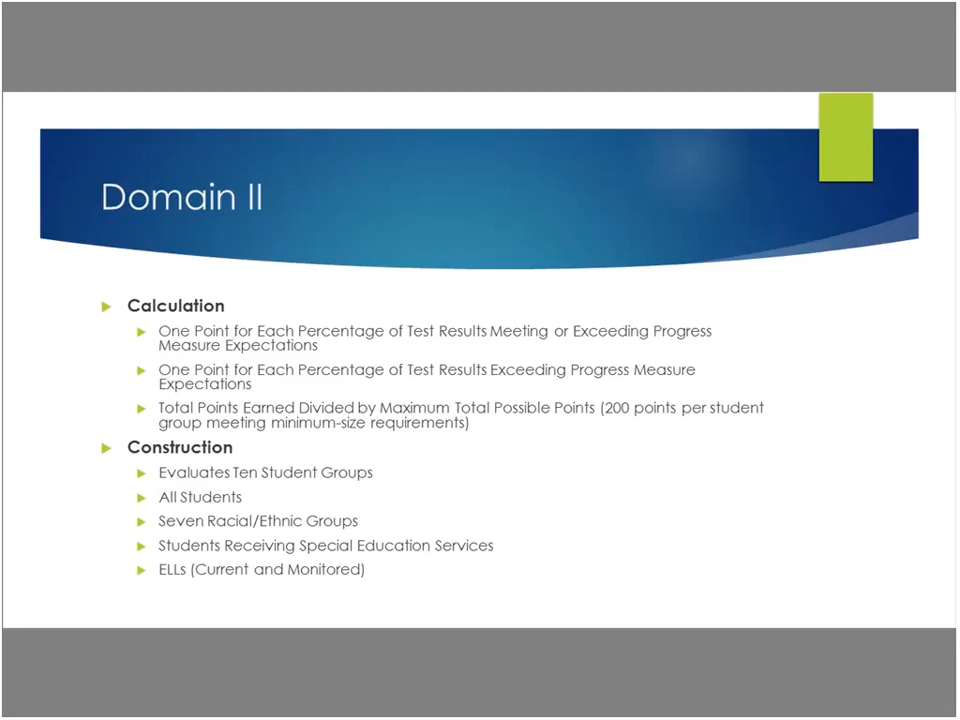 Domain II
Calculation
One Point for Each Percentage of Test Results Meeting or Exceeding Progress
Measure Expectations
One Point for Each Percentage of Test Results Exceeding Progress Measure
Expectations
Total Points Earned Divided by Maximum Total Possible Points (200 points per student
group meeting minimum-size requirements)
Construction
Evaluates Ten Student Groups
All Students
Seven Racial/Ethnic Groups
Students Receiving Special Education Services
ELLs (Current and Monitored)